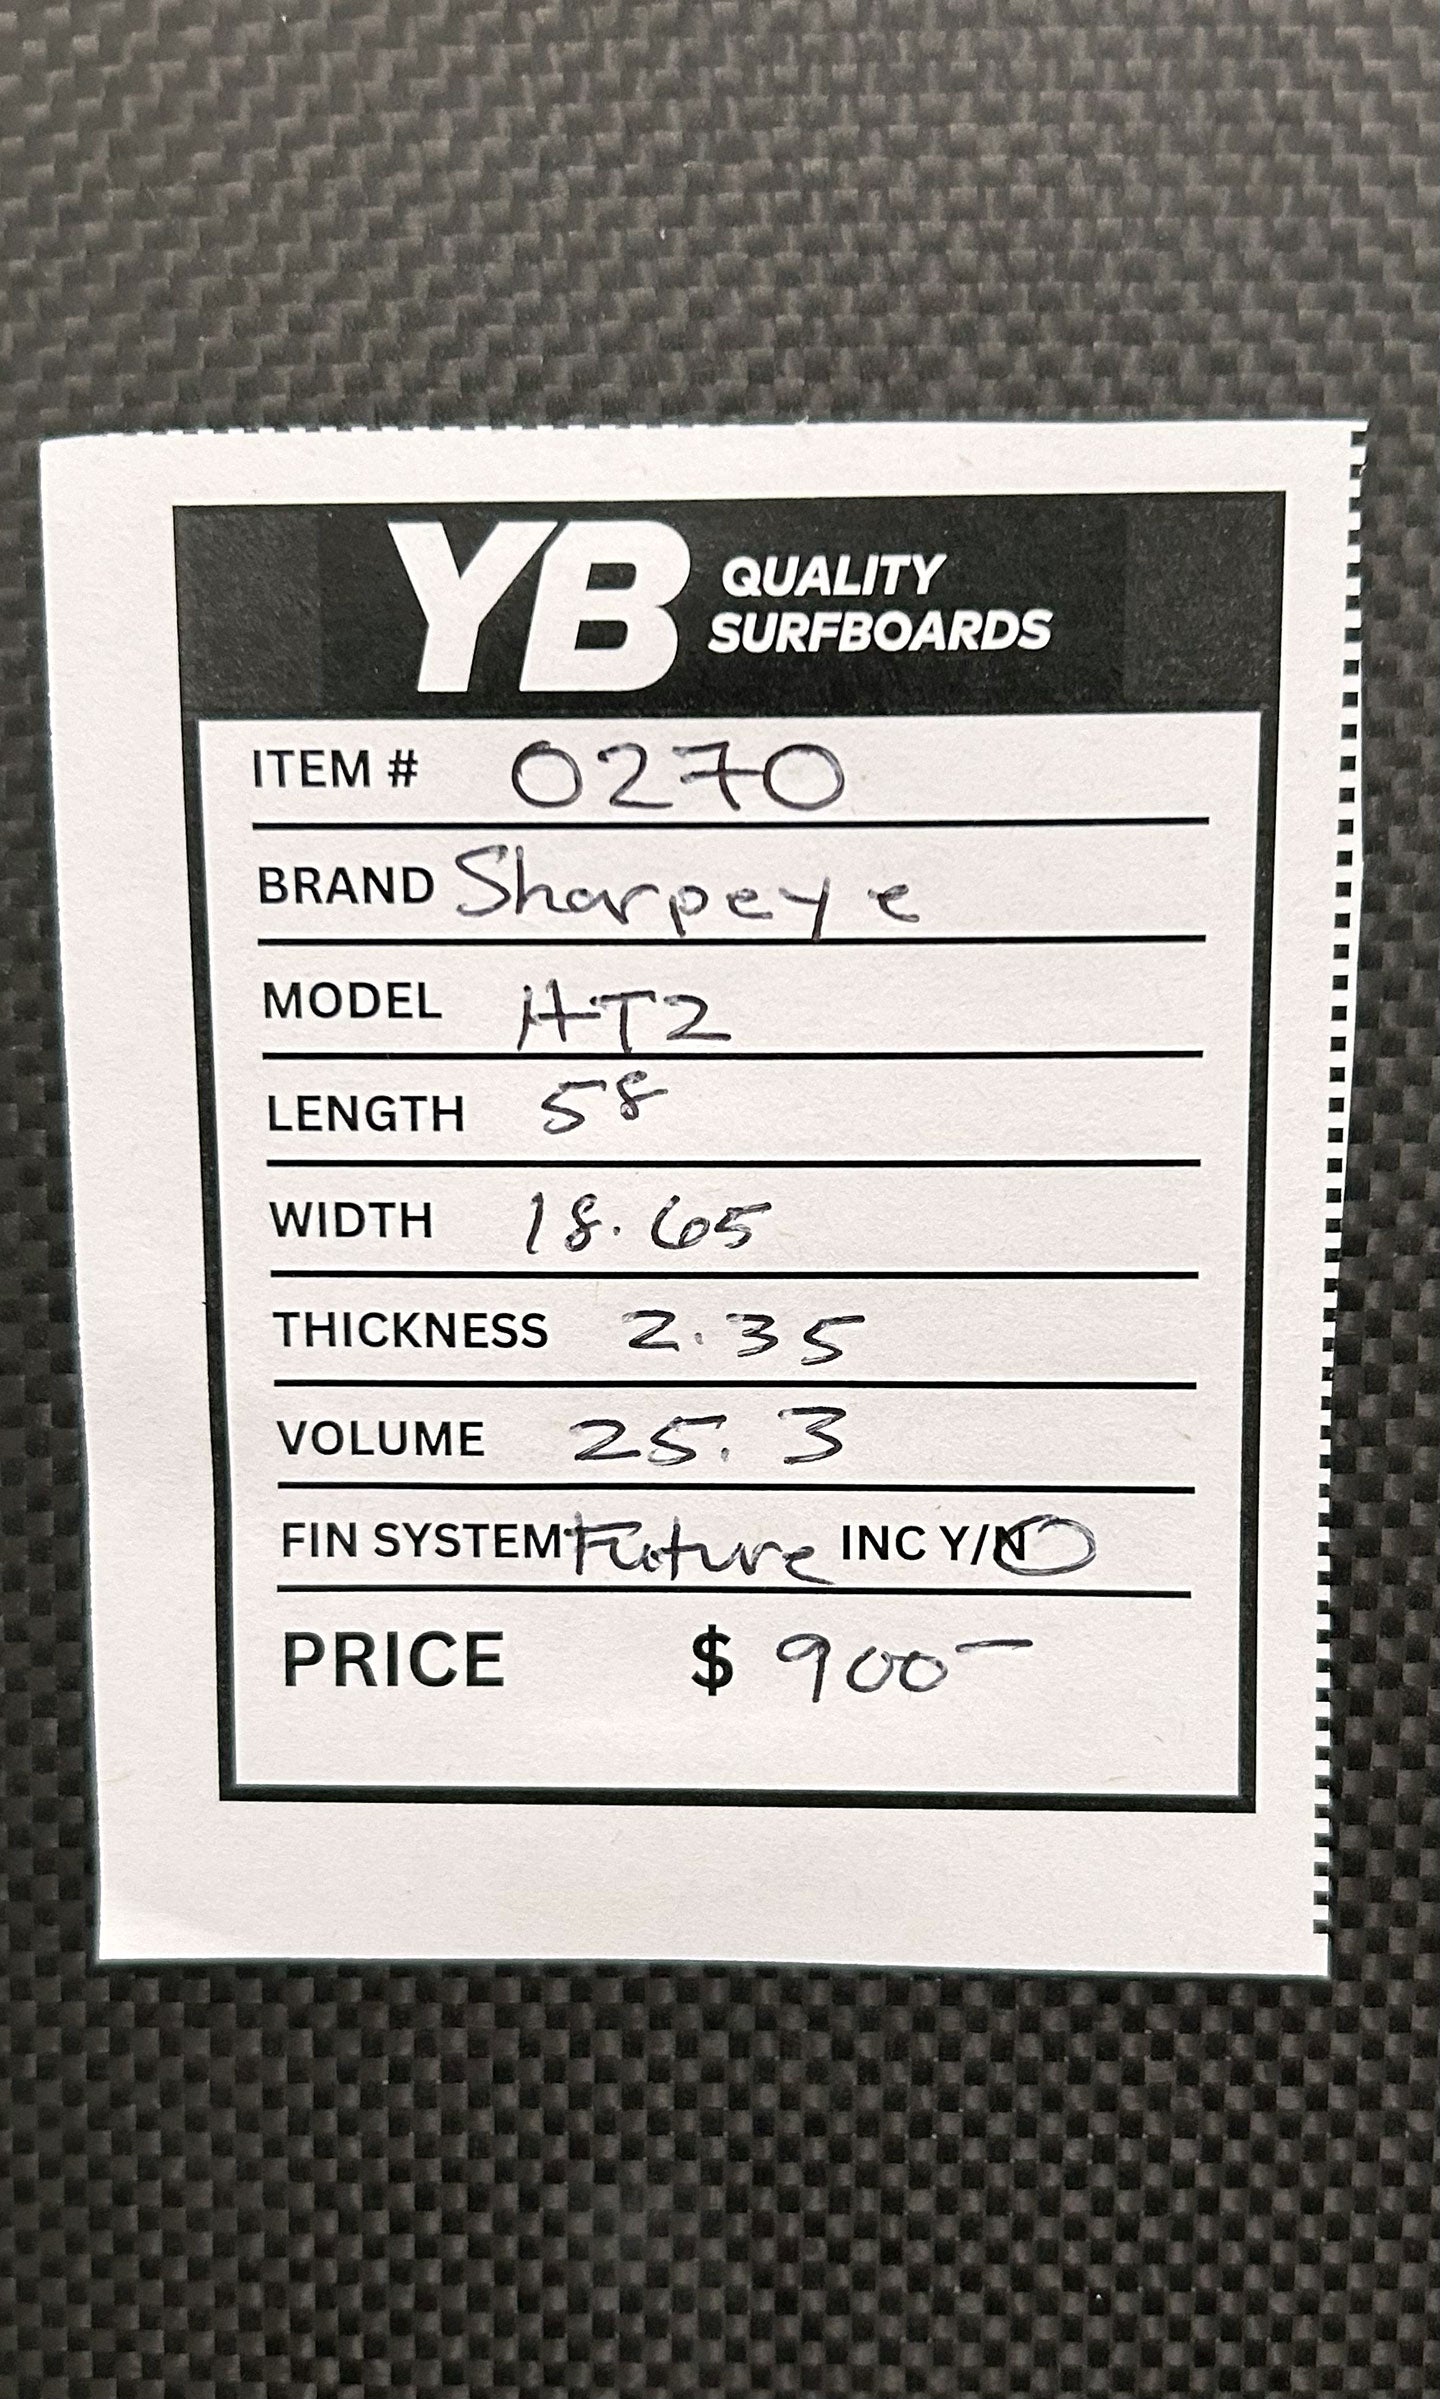 YB QUALITY
SURFBOARDS
ITEM # 0270
BRAND Sharpeye
MODEL HT2
LENGTH 58
WIDTH 18.65
THICKNESS 2.35
VOLUME 25.3
FIN SYSTEM Future INC Y/N
PRICE $ 900-